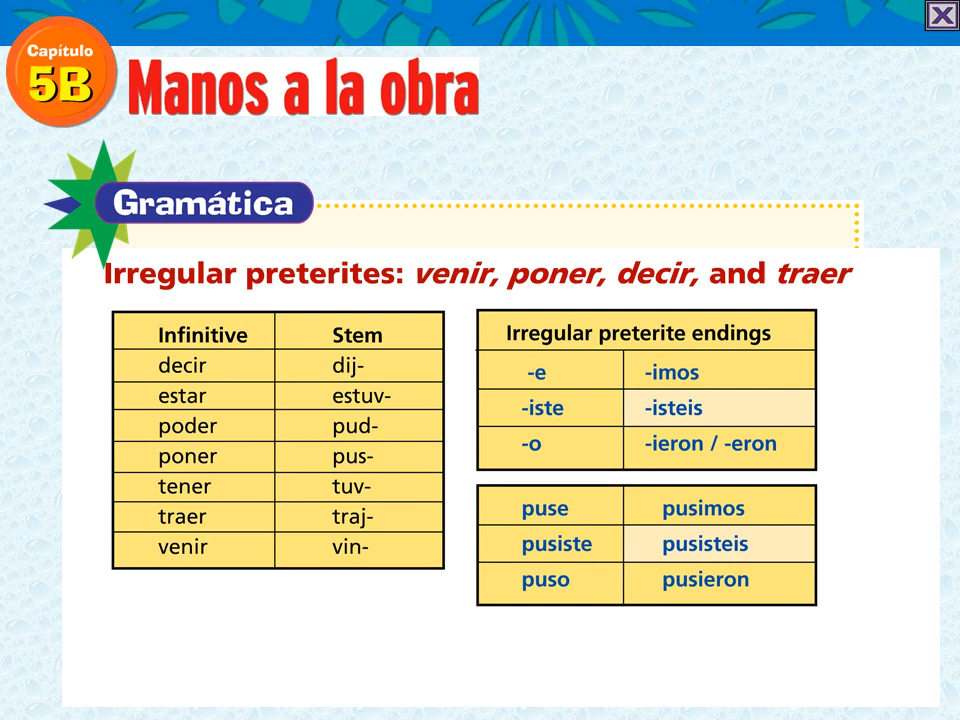 Capítulo
5B
Manos a la obra
Gramática
Irregular preterites: venir, poner, decir, and traer
Infinitive Stem
decir dij-
estar estuv-
poder pud-
poner pus-
tener tuv-
traer traj-
venir vin-
Irregular preterite endings
-e -imos
-iste -isteis
-o -ieron / -eron
puse pusimos
pusiste pusisteis
puso pusieron